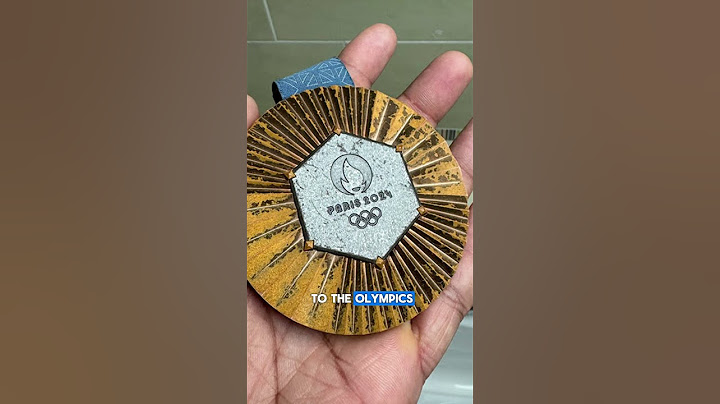 PARIS 2024
TO THE OLYMPICS